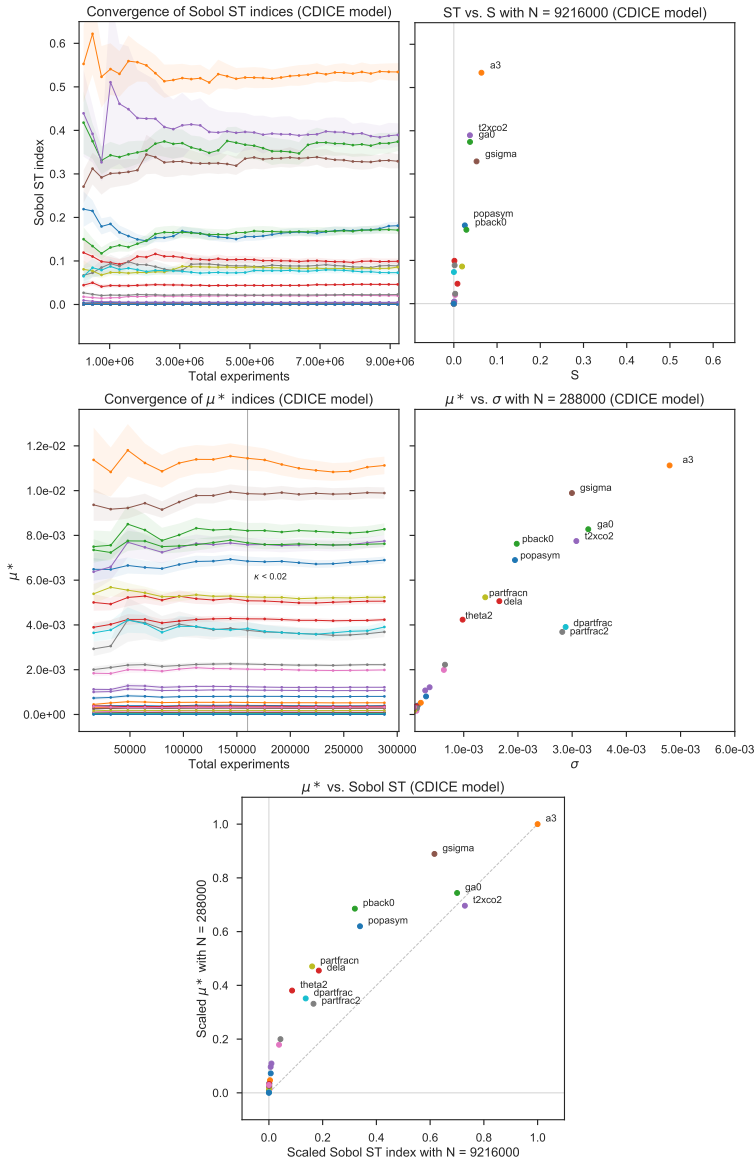 Convergence of Sobol ST indices (CDICE model)
0.6
0.5
0.4
0.3
0.2
0.1
0.0
Sobol ST index
1.00e+06
3.00e+06
5.00e+06
7.00e+06
9.00e+06
Total experiments
ST vs. S with N = 9216000 (CDICE model)
a3
t2xco2
ga0
gsigma
popasym
pback0
0.0
0.1
0.2
0.3
0.4
0.5
0.6
S
Convergence of μ* indices (CDICE model)
1.2e-02
1.0e-02
8.0e-03
6.0e-03
4.0e-03
2.0e-03
0.0e+00
μ*
κ < 0.02
50000
100000
150000
200000
250000
300000
Total experiments
μ* vs. σ with N = 288000 (CDICE model)
a3
gsigma
ga0
t2xco2
pback0
popasym
partfracn
dela
theta2
dpartfrac
partfrac2
1.0e-03
2.0e-03
3.0e-03
4.0e-03
5.0e-03
6.0e-03
σ
μ* vs. Sobol ST (CDICE model)
1.0
0.8
0.6
0.4
0.2
0.0
Scaled μ* with N = 288000
a3
gsigma
ga0
t2xco2
pback0
popasym
partfracn
dela
theta2
dpartfrac
partfrac2
0.0
0.2
0.4
0.6
0.8
1.0
Scaled Sobol ST index with N = 9216000